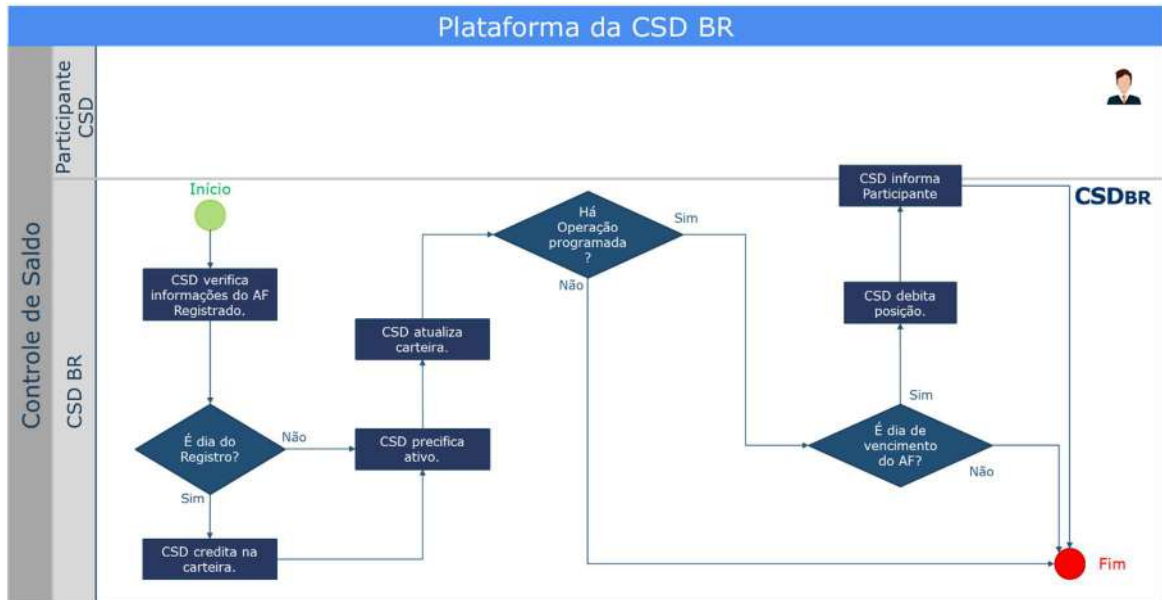 Plataforma da CSD BR
Controle de Saldo
Participante
CSD
CSD BR
Início
CSD verifica
informações do AF
Registrado.
É dia do
Registro?
Não
Sim
CSD credita na
carteira.
CSD precifica
ativo.
CSD atualiza
carteira.
Há
Operação
programada
?
Sim
Não
É dia de
vencimento
do AF?
Sim
Não
CSD debita
posição.
CSD informa
Participante
CSDBR
Fim